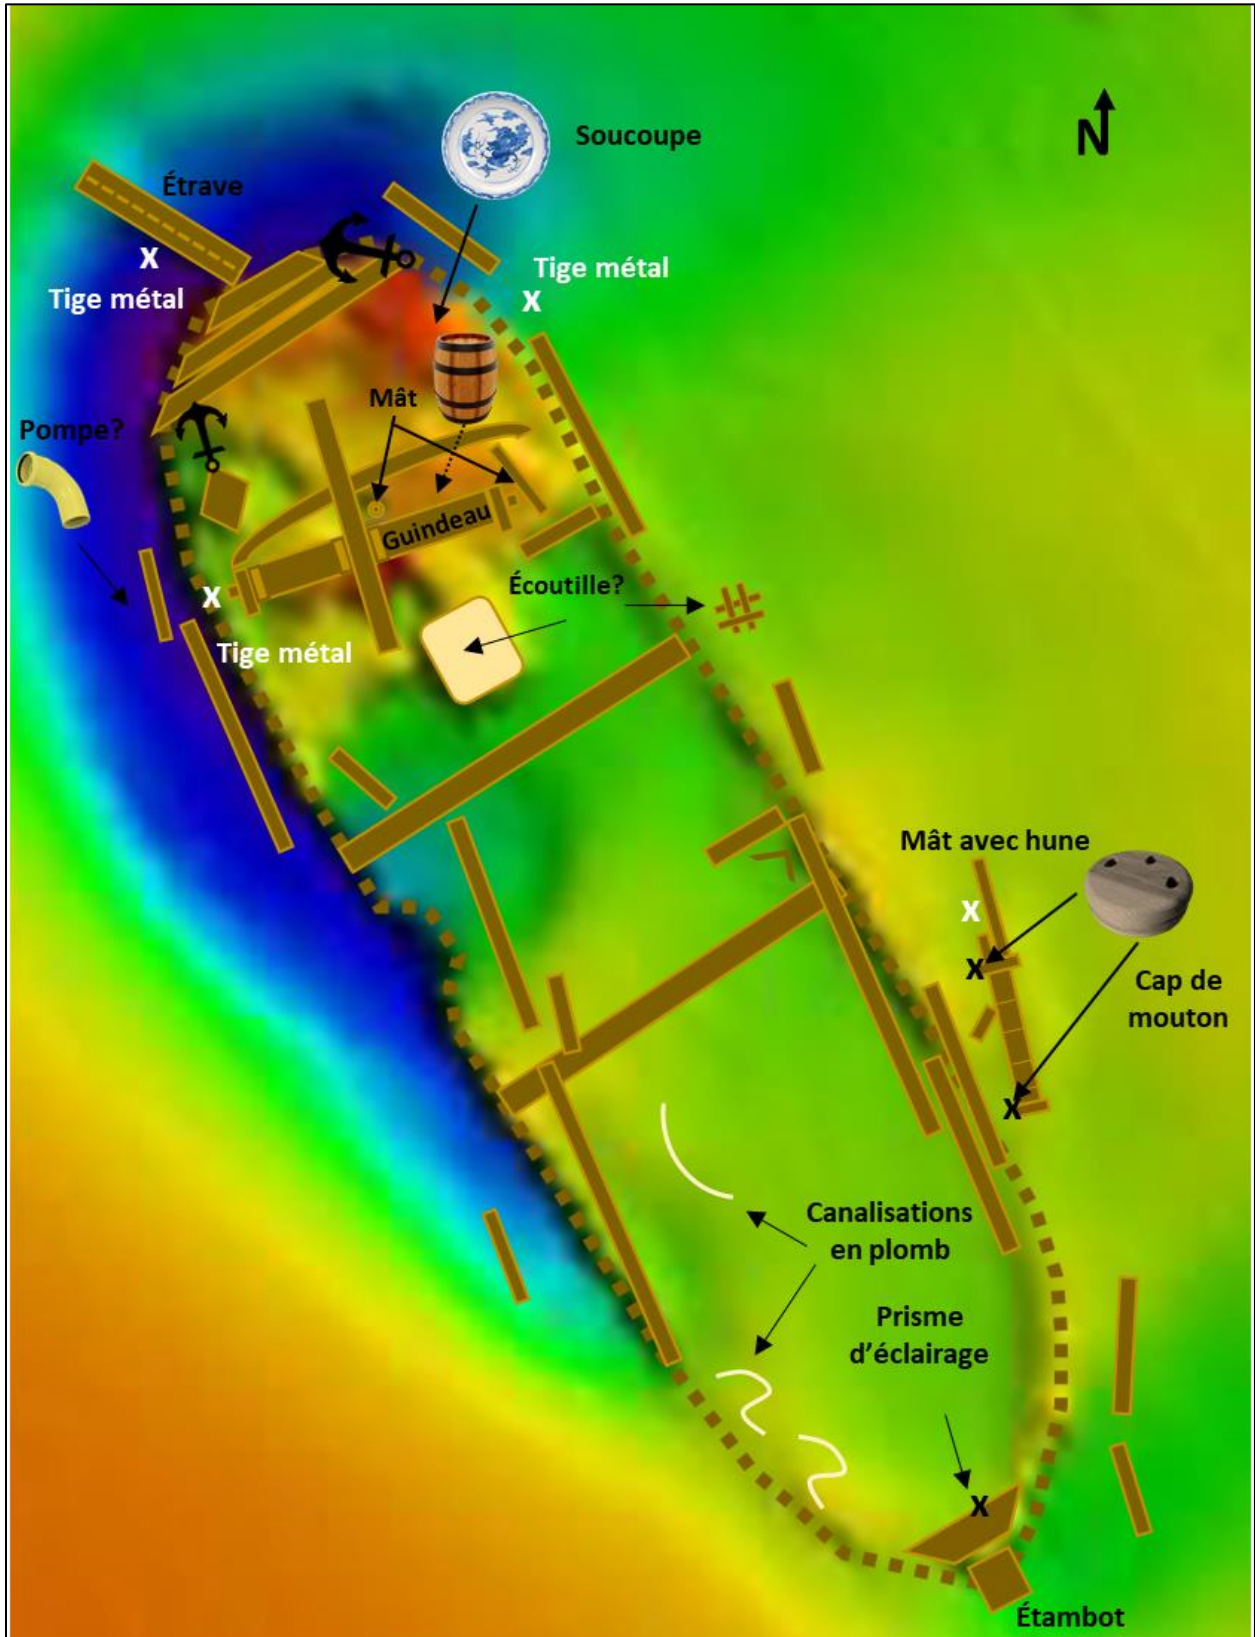 Soucoupe
N
Étrave
X
Tige métal
Tige métal
X
Mât
Pompe?
Guindeau
Écoutille?
X
Tige métal
Mât avec hune
X
X
Cap de
mouton
X
Canalisations
en plomb
Prisme
d'éclairage
X
Étambot